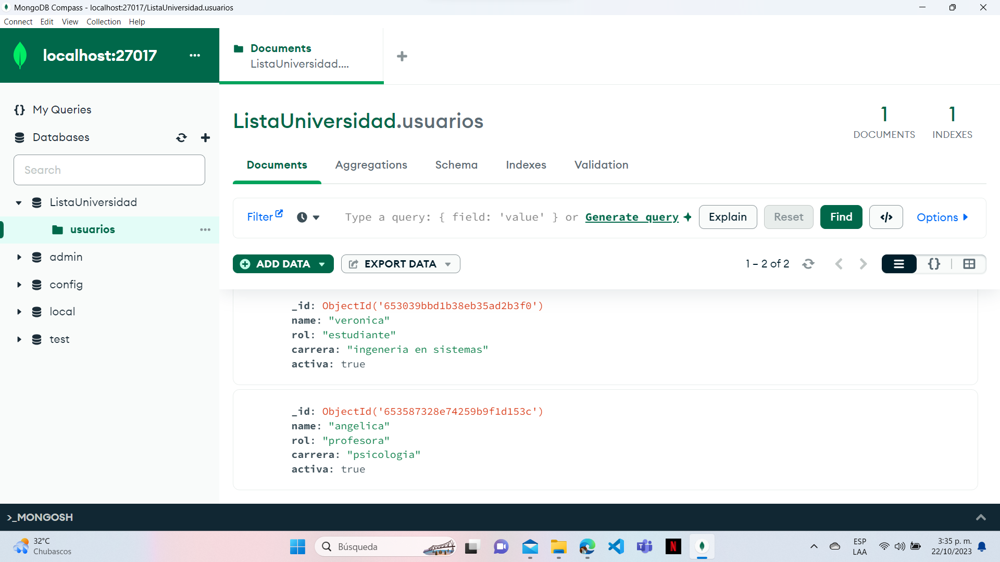 MongoDB Compass - localhost:27017/ListaUniversidad.usuarios
Connect Edit View Collection Help
localhost:27017
Documents
ListaUniversidad....
My Queries
Databases
Search
ListaUniversidad
usuarios
admin
config
local
test
ListaUniversidad.usuarios
1
DOCUMENTS
1
INDEXES
Documents Aggregations Schema Indexes Validation
Filter Type a query: { field: 'value' } or Generate query Explain Reset Find </> Options
ADD DATA EXPORT DATA 1 – 2 of 2 {}
_id: ObjectId('653039bbd1b38eb35ad2b3f0')
name: "veronica"
rol: "estudiante"
carrera: "ingeneria en sistemas"
activa: true
_id: ObjectId('653587328e74259b9f1d153c')
name: "angelica"
rol: "profesora"
carrera: "psicologia"
activa: true
>_MONGOSH
32°C
Chubascos
Búsqueda
ESP
LAA
3:35 p. m.
22/10/2023